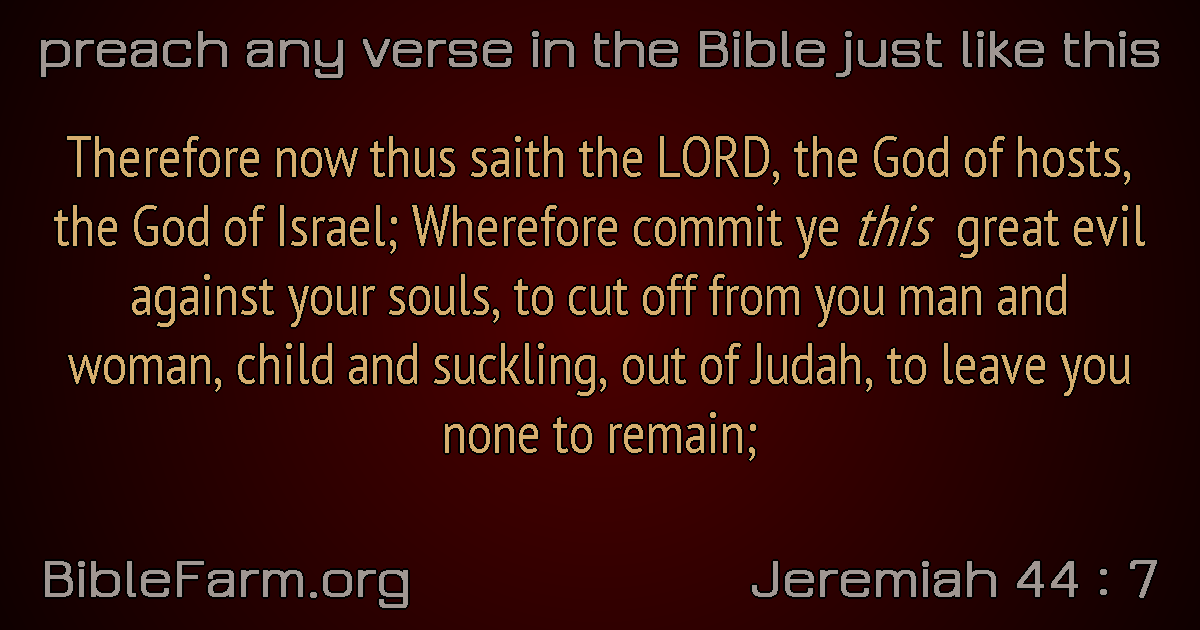 preach any verse in the Bible just like this
Therefore now thus saith the LORD, the God of hosts,
the God of Israel; Wherefore commit ye this great evil
against your souls, to cut off from you man and
woman, child and suckling, out of Judah, to leave you
none to remain;
BibleFarm.org
Jeremiah 44 : 7